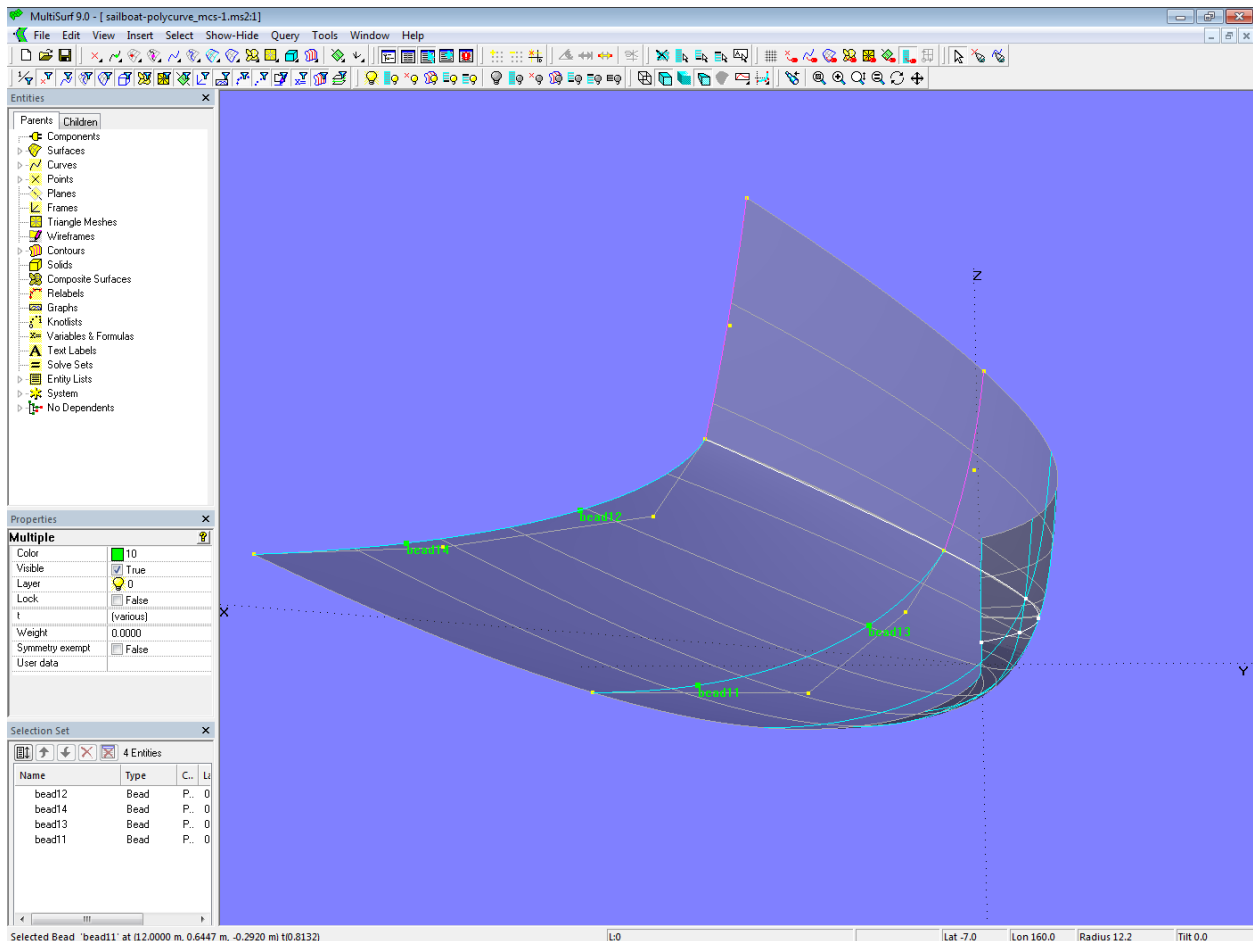 MultiSurf 9.0 - [ sailboat-polycurve_mcs-1.ms2:1]
File Edit View Insert Select Show-Hide Query Tools Window Help
Entities
Parents Children
Components
Surfaces
Curves
Points
Planes
Frames
Triangle Meshes
Wireframes
Contours
Solids
Composite Surfaces
Relabels
Graphs
Knotlists
Variables & Formulas
Text Labels
Solve Sets
Entity Lists
System
No Dependents
Properties
Multiple
Color 10
Visible True
Layer 0
Lock False
t (various)
Weight 0.0000
Symmetry exempt False
User data
Selection Set
4 Entities
Name Type C.. La
bead12 Bead P.. 0
bead14 Bead P.. 0
bead13 Bead P.. 0
bead11 Bead P.. 0
Z
bead12
bead14
X
bead13
Y
bead11
Selected Bead 'bead11' at (12.0000 m, 0.6447 m, -0.2920 m) t(0.8132) L:0 Lat -7.0 Lon 160.0 Radius 12.2 Tilt 0.0